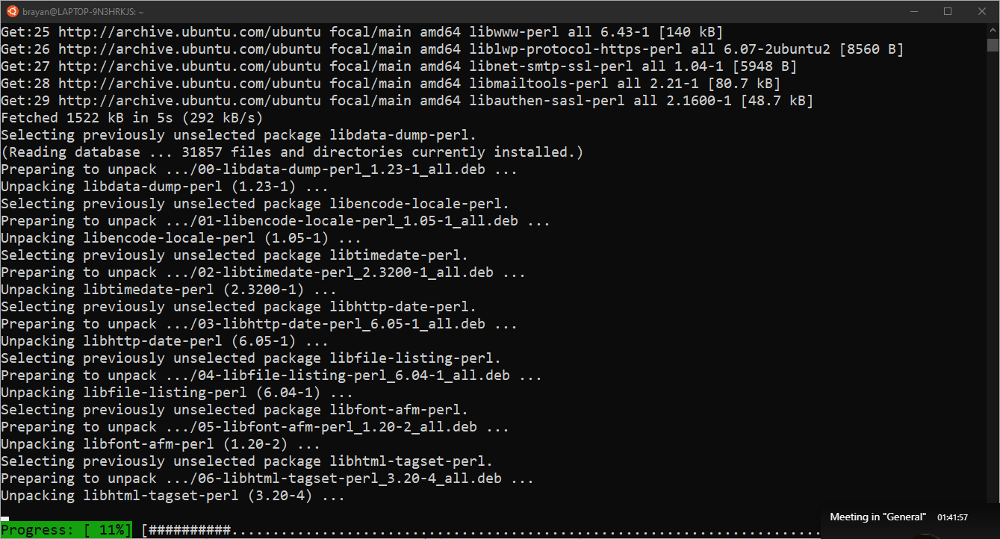 brayan@LAPTOP-9N3HRKJS: ~
Get:25 http://archive.ubuntu.com/ubuntu focal/main amd64 libwww-perl all 6.43-1 [140 kB]
Get:26 http://archive.ubuntu.com/ubuntu focal/main amd64 liblwp-protocol-https-perl all 6.07-2ubuntu2 [8560 B]
Get:27 http://archive.ubuntu.com/ubuntu focal/main amd64 libnet-smtp-ssl-perl all 1.04-1 [5948 B]
Get:28 http://archive.ubuntu.com/ubuntu focal/main amd64 libmailtools-perl all 2.21-1 [80.7 kB]
Get:29 http://archive.ubuntu.com/ubuntu focal/main amd64 libauthen-sasl-perl all 2.1600-1 [48.7 kB]
Fetched 1522 kB in 5s (292 kB/s)
Selecting previously unselected package libdata-dump-perl.
(Reading database ... 31857 files and directories currently installed.)
Preparing to unpack .../00-libdata-dump-perl_1.23-1_all.deb ...
Unpacking libdata-dump-perl (1.23-1) ...
Selecting previously unselected package libencode-locale-perl.
Preparing to unpack .../01-libencode-locale-perl_1.05-1_all.deb ...
Unpacking libencode-locale-perl (1.05-1) ...
Selecting previously unselected package libtimedate-perl.
Preparing to unpack .../02-libtimedate-perl_2.3200-1_all.deb ...
Unpacking libtimedate-perl (2.3200-1) ...
Selecting previously unselected package libhttp-date-perl.
Preparing to unpack .../03-libhttp-date-perl_6.05-1_all.deb ...
Unpacking libhttp-date-perl (6.05-1) ...
Selecting previously unselected package libfile-listing-perl.
Preparing to unpack .../04-libfile-listing-perl_6.04-1_all.deb ...
Unpacking libfile-listing-perl (6.04-1) ...
Selecting previously unselected package libfont-afm-perl.
Preparing to unpack .../05-libfont-afm-perl_1.20-2_all.deb ...
Unpacking libfont-afm-perl (1.20-2) ...
Selecting previously unselected package libhtml-tagset-perl.
Preparing to unpack .../06-libhtml-tagset-perl_3.20-4_all.deb ...
Unpacking libhtml-tagset-perl (3.20-4) ...
Meeting in "General" 01:41:57
Progress: [ 11%] [##########.......................................................................